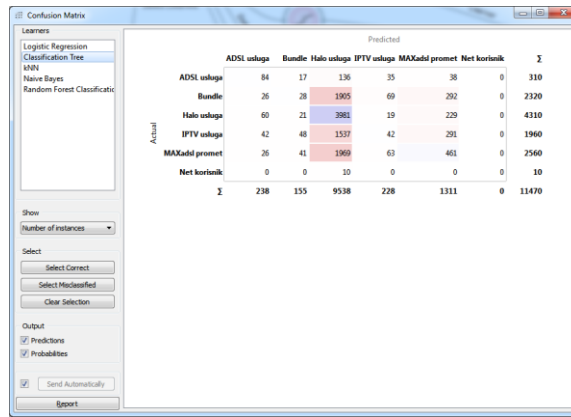 Confusion Matrix
Learners
Logistic Regression
Classification Tree
kNN
Naive Bayes
Random Forest Classificatic
Show
Number of instances
Select
Select Correct
Select Misclassified
Clear Selection
Output
Predictions
Probabilities
Send Automatically
Report
Predicted
ADSL usluga Bundle Halo usluga IPTV usluga MAXadsl promet Net korisnik Σ
Actual
ADSL usluga 84 17 136 35 38 0 310
Bundle 26 28 1905 69 292 0 2320
Halo usluga 60 21 3981 19 229 0 4310
IPTV usluga 42 48 1537 42 291 0 1960
MAXadsl promet 26 41 1969 63 461 0 2560
Net korisnik 0 0 10 0 0 0 10
Σ 238 155 9538 228 1311 0 11470